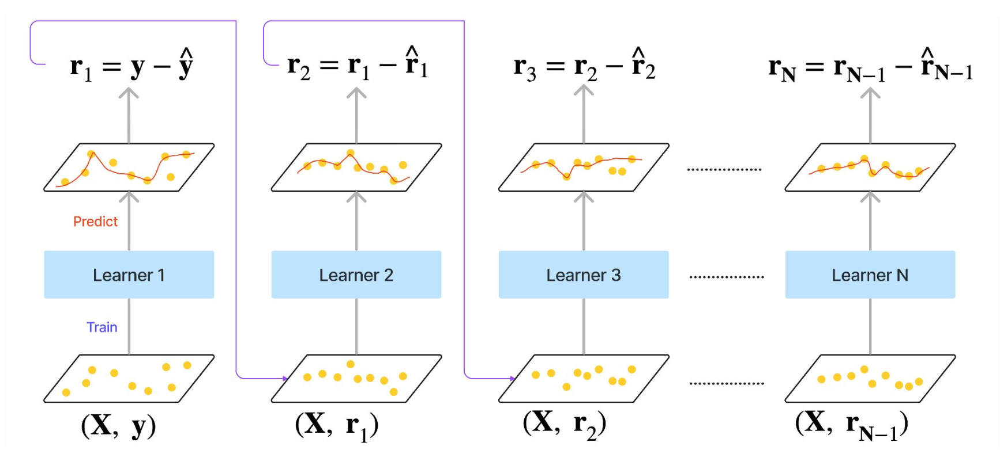 r₁ = y − ŷ
r₂ = r₁ − r̂₁
r₃ = r₂ − r̂₂
r_N = r_{N−1} − r̂_{N−1}
Predict
Learner 1
Learner 2
Learner 3
Learner N
Train
(X, y)
(X, r₁)
(X, r₂)
(X, r_{N−1})